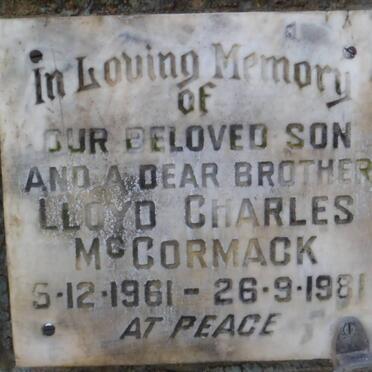 In Loving Memory
of
OUR BELOVED SON
AND A DEAR BROTHER
LLOYD CHARLES
McCORMACK
5-12-1961 - 26-9-1981
AT PEACE